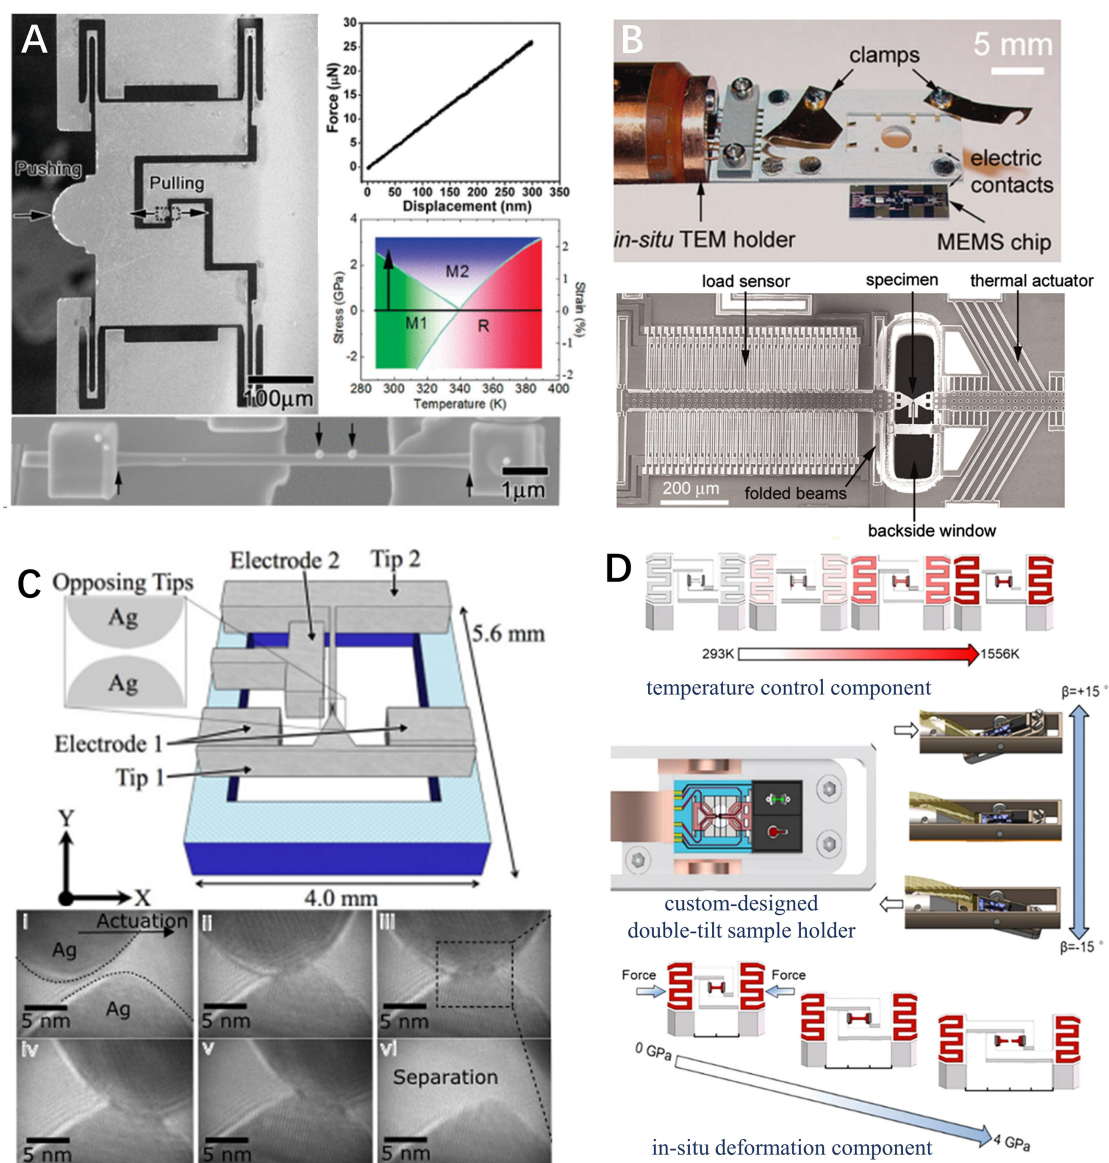 A
Pushing
Pulling
100μm
Force (μN)
30
25
20
15
10
5
0
0 50 100 150 200 250 300 350
Displacement (nm)
Stress (GPa)
4
2
0
-2
M2
M1
R
2
1
0
-1
-2
Strain (%)
280 300 320 340 360 380 400
Temperature (K)
1μm
B
5 mm
clamps
electric
contacts
in-situ TEM holder
MEMS chip
load sensor
specimen
thermal actuator
200 μm
folded beams
backside window
C
Electrode 2
Tip 2
Opposing Tips
Ag
Ag
5.6 mm
Electrode 1
Tip 1
Y
X
4.0 mm
i
Actuation
Ag
Ag
5 nm
ii
5 nm
iii
5 nm
iv
5 nm
v
5 nm
vi
Separation
5 nm
D
293K
1556K
temperature control component
β=+15 °
custom-designed
double-tilt sample holder
β=-15 °
Force
Force
0 GPa
4 GPa
in-situ deformation component